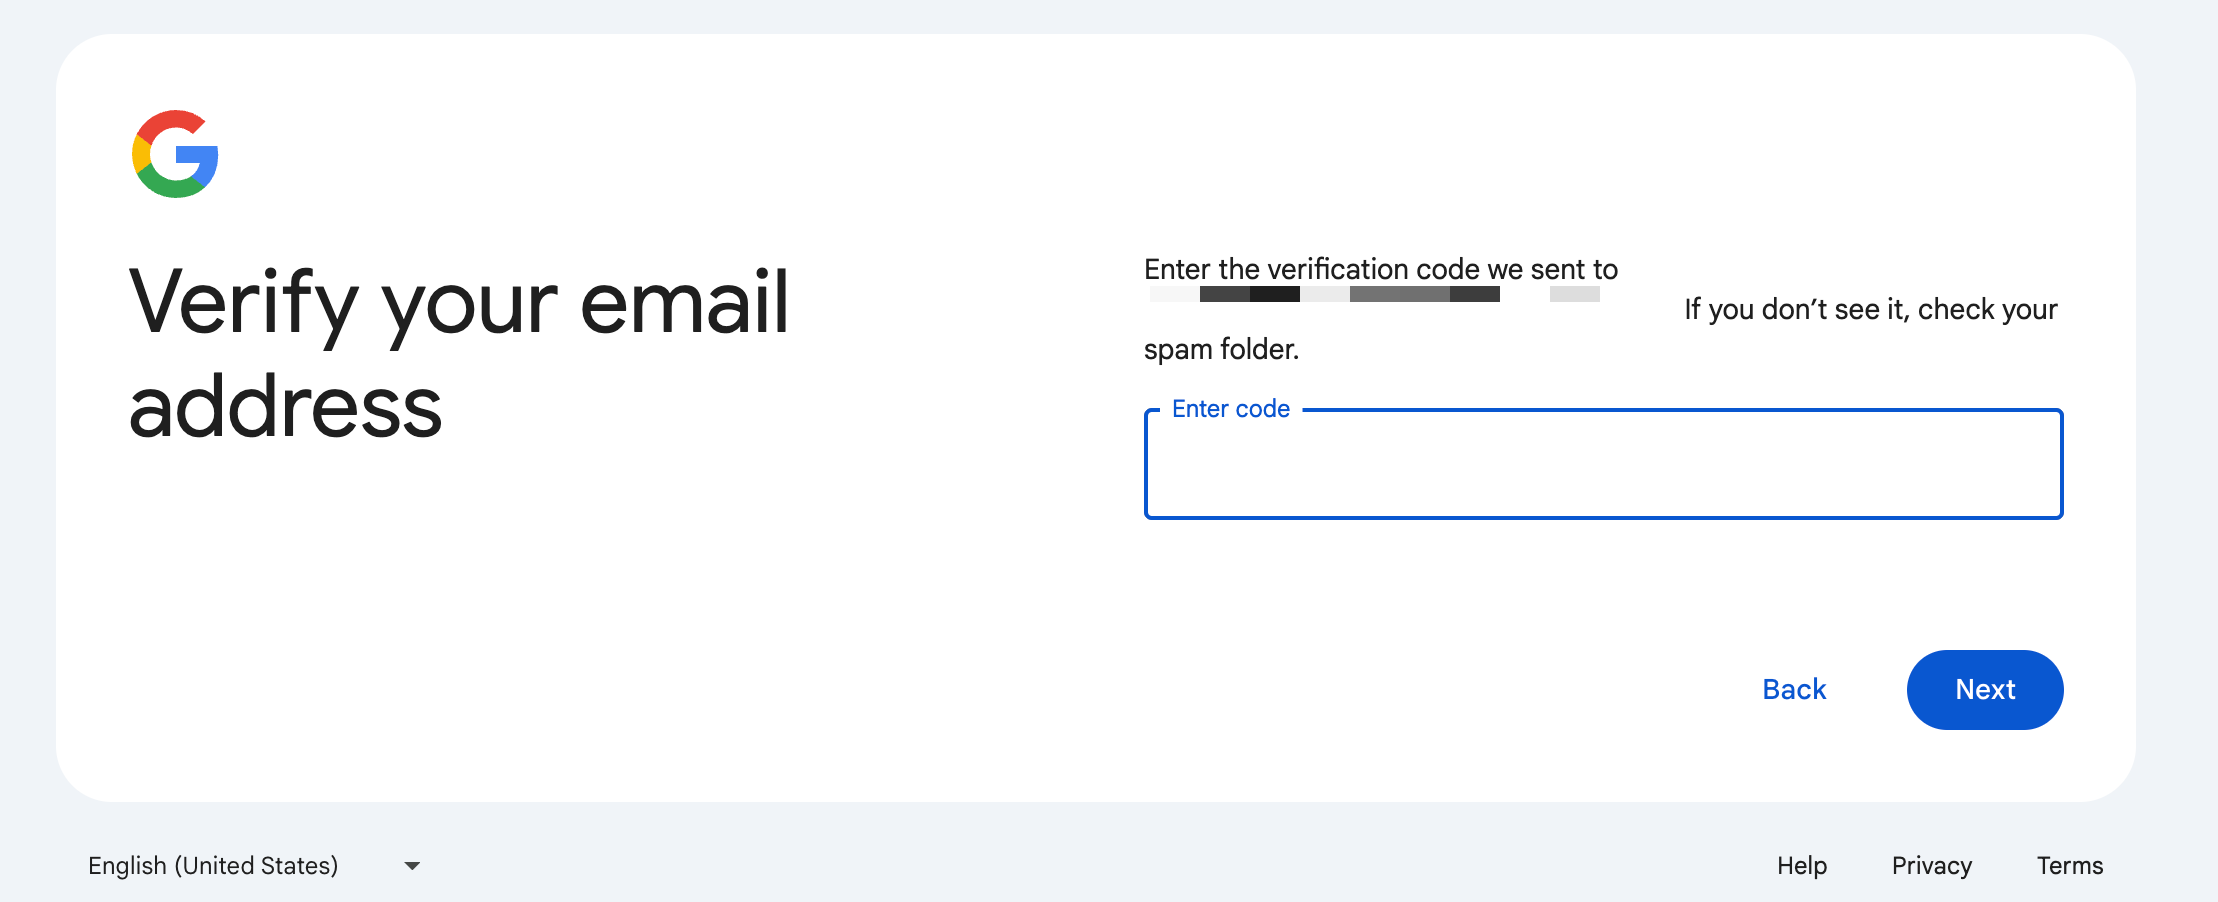 Verify your email
address
Enter the verification code we sent to
If you don’t see it, check your
spam folder.
Enter code
Back
Next
English (United States)
Help
Privacy
Terms